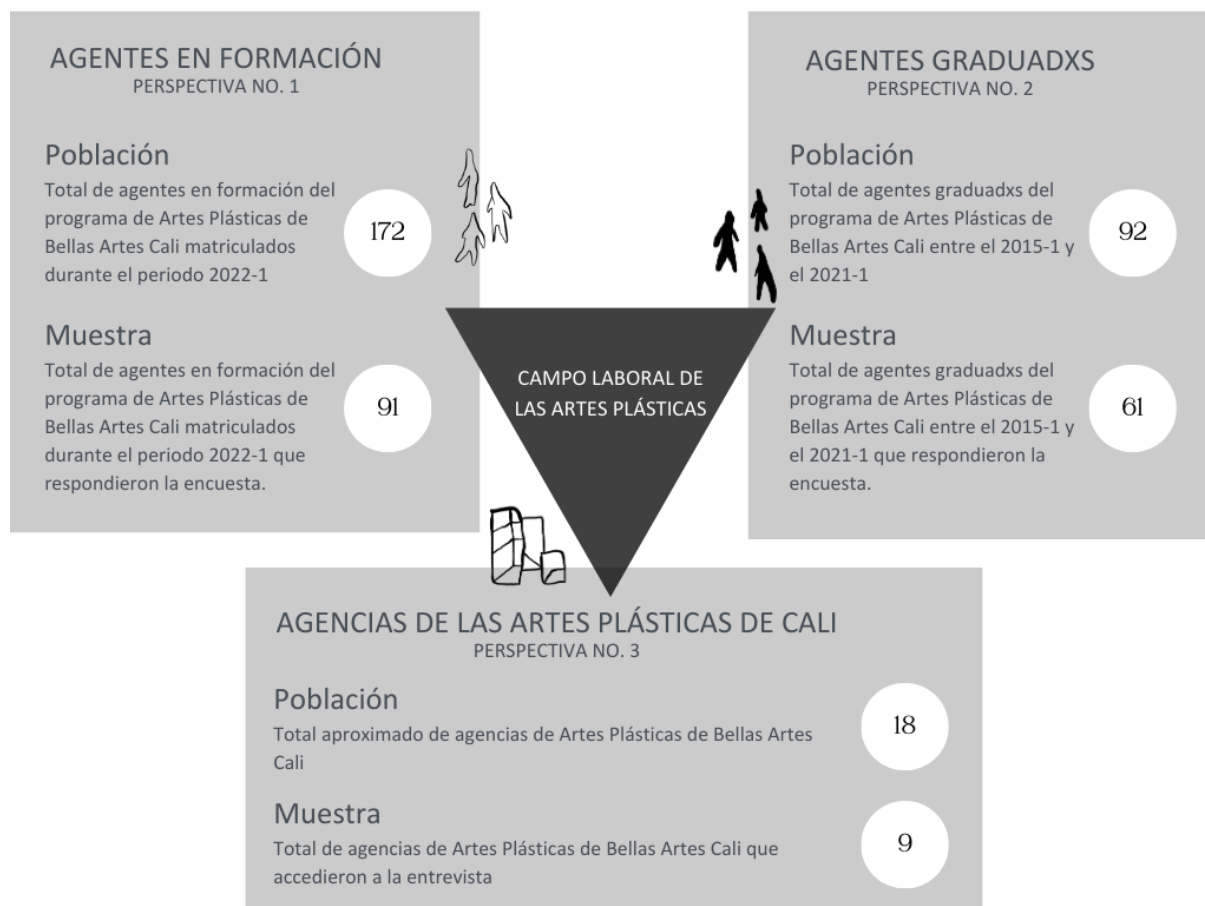 AGENTES EN FORMACIÓN
PERSPECTIVA NO. 1
Población
Total de agentes en formación del
programa de Artes Plásticas de
Bellas Artes Cali matriculados
durante el periodo 2022-1
172
Muestra
Total de agentes en formación del
programa de Artes Plásticas de
Bellas Artes Cali matriculados
durante el periodo 2022-1 que
respondieron la encuesta.
91
AGENTES GRADUADXS
PERSPECTIVA NO. 2
Población
Total de agentes graduadxs del
programa de Artes Plásticas de
Bellas Artes Cali entre el 2015-1 y
el 2021-1
92
Muestra
Total de agentes graduadxs del
programa de Artes Plásticas de
Bellas Artes Cali entre el 2015-1 y
el 2021-1 que respondieron la
encuesta.
61
CAMPO LABORAL DE
LAS ARTES PLÁSTICAS
AGENCIAS DE LAS ARTES PLÁSTICAS DE CALI
PERSPECTIVA NO. 3
Población
Total aproximado de agencias de Artes Plásticas de Bellas Artes
Cali
18
Muestra
Total de agencias de Artes Plásticas de Bellas Artes Cali que
accedieron a la entrevista
9